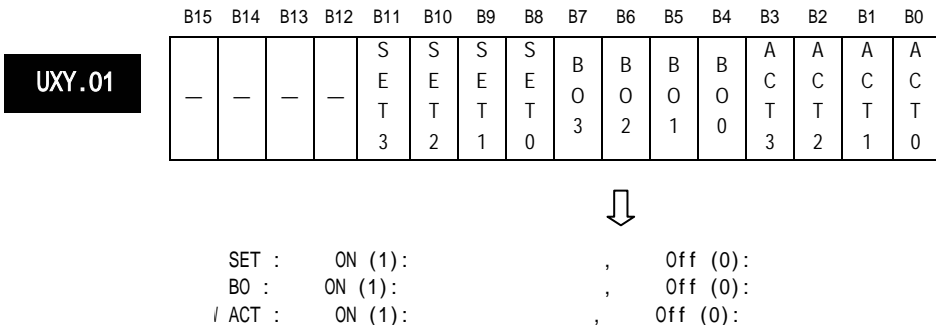 B15 B14 B13 B12 B11 B10 B9 B8 B7 B6 B5 B4 B3 B2 B1 B0
UXY.01 — — — — SET3 SET2 SET1 SET0 BO3 BO2 BO1 BO0 ACT3 ACT2 ACT1 ACT0
SET : ON (1): , Off (0):
BO : ON (1): , Off (0):
/ ACT : ON (1): , Off (0):